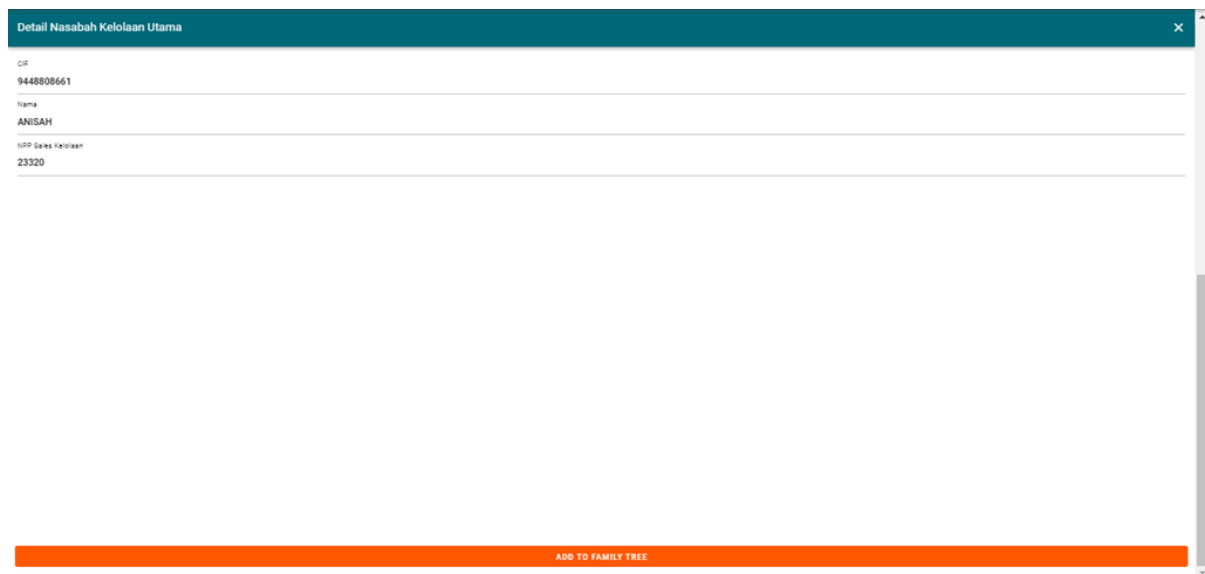 Detail Nasabah Kelolaan Utama
CIF
9448808661
Nama
ANISAH
NPP Sales Kelolaan
23320
ADD TO FAMILY TREE